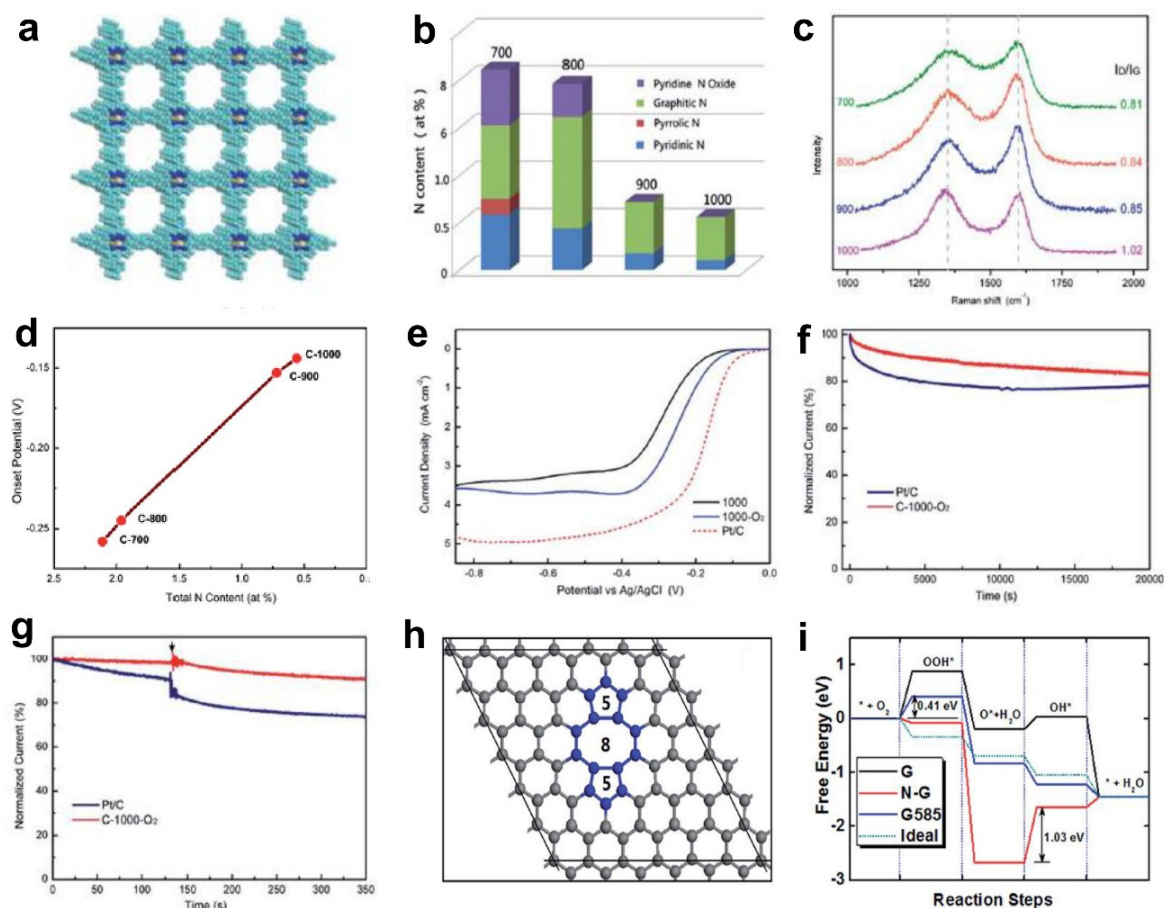 a
b
700
800
900
1000
Pyridine N Oxide
Graphitic N
Pyrrolic N
Pyridinic N
N content ( at % )
8
6
1.0
0.5
0
c
ID/IG
700
0.81
800
0.84
900
0.85
1000
1.02
Intensity
1000 1250 1500 1750 2000
Raman shift (cm-1)
d
C-1000
C-900
C-800
C-700
Onset Potential (V)
-0.15
-0.20
-0.25
2.5 2.0 1.5 1.0 0.5 0.
Total N Content (at %)
e
Current Density (mA cm-2)
0
1
2
3
4
5
1000
1000-O2
Pt/C
-0.8 -0.6 -0.4 -0.2 0.0
Potential vs Ag/AgCl (V)
f
Normalized Current (%)
100
80
60
40
20
0
Pt/C
C-1000-O2
0 5000 10000 15000 20000
Time (s)
g
Normalized Current (%)
100
80
60
40
20
0
Pt/C
C-1000-O2
0 50 100 150 200 250 300 350
Time (s)
h
5
8
5
i
Free Energy (eV)
1
0
-1
-2
-3
* + O2
OOH*
0.41 eV
O*+H2O
OH*
* + H2O
1.03 eV
G
N-G
G585
Ideal
Reaction Steps